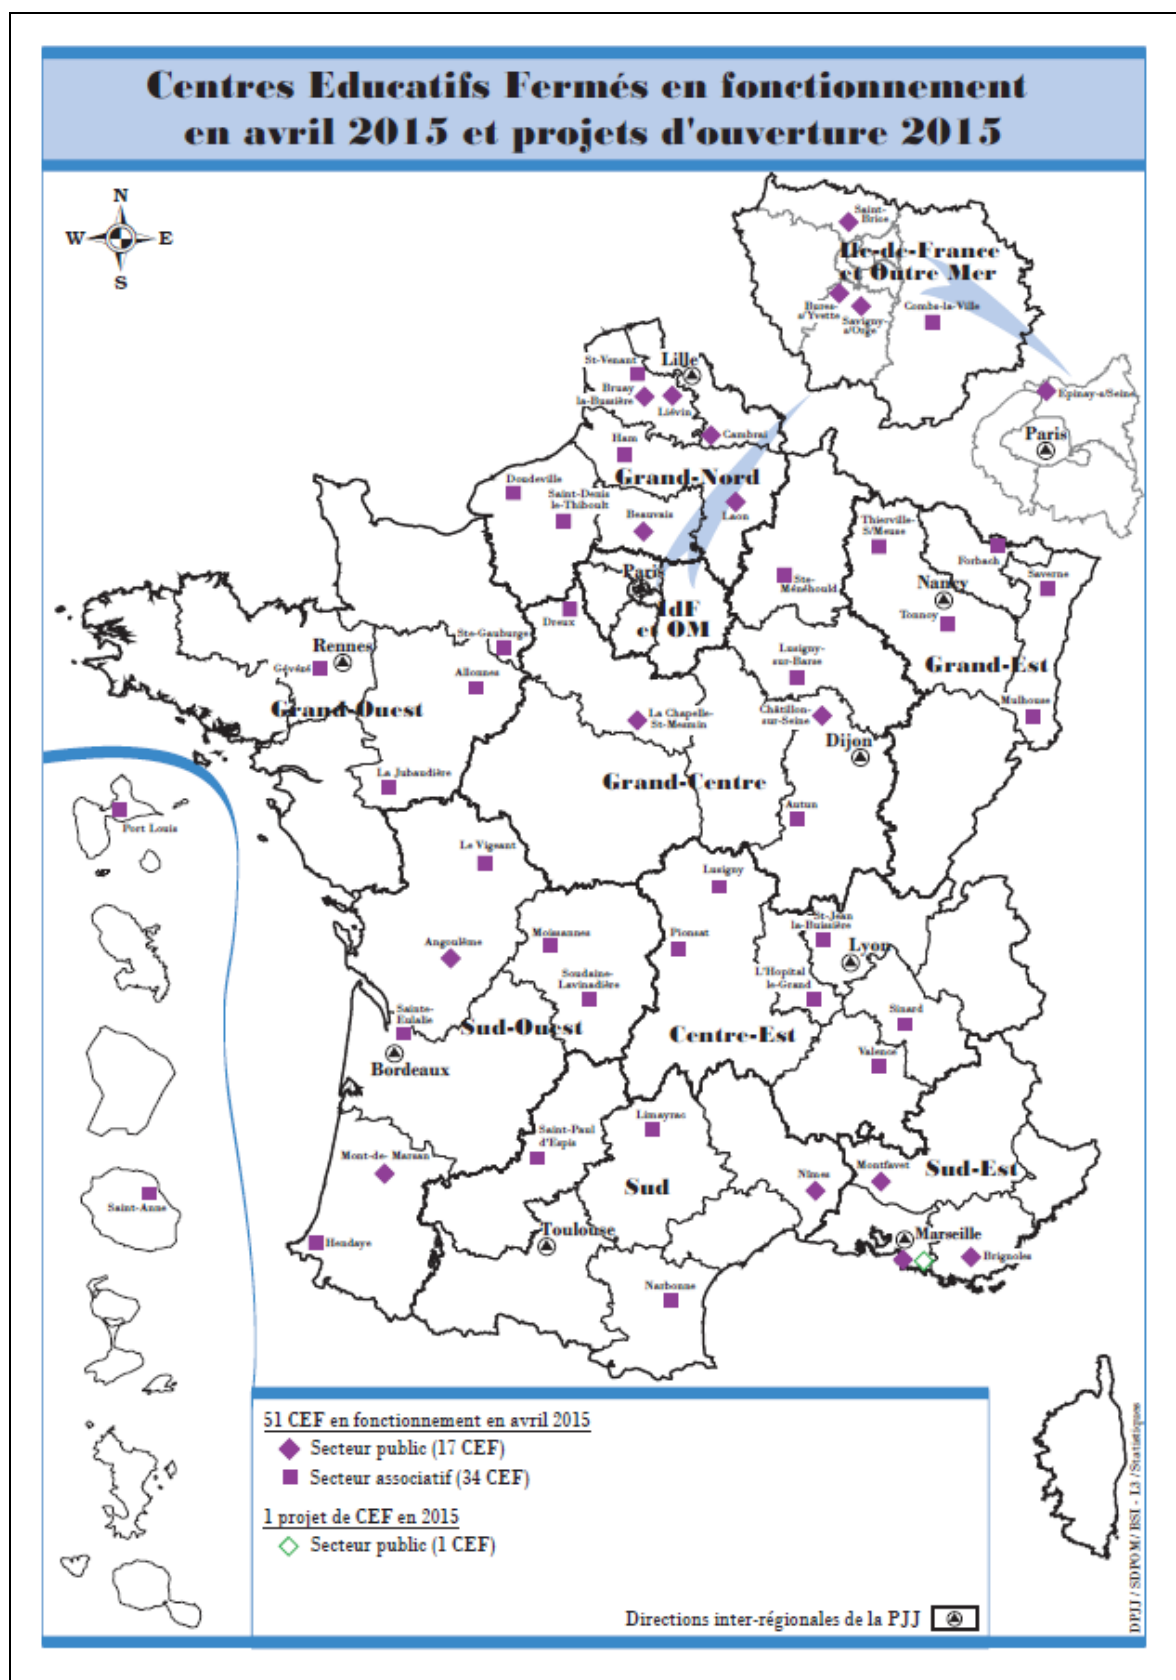 Centres Educatifs Fermés en fonctionnement
en avril 2015 et projets d'ouverture 2015
N
W
E
S
Saint-
Brice
Ile-de-France
et Outre Mer
Bures-
s/Yvette
Savigny-
s/Orge
Combs-la-Ville
Epinay-s/Seine
Paris
St-Venant
Lille
Bruay
la-Bussière
Liévin
Cambrai
Ham
Grand-Nord
Doudeville
Saint-Denis
le-Thiboult
Beauvais
Laon
Thierville-
S/Meuse
Forbach
Saverne
Paris
Ste-
Ménéhould
Nancy
Tonnoy
IdF
et OM
Dreux
Ste-Gauburge
Rennes
Gévézé
Allonnes
Grand-Ouest
Lusigny-
sur-Barse
Grand-Est
Mulhouse
La Chapelle-
St-Mesmin
Châtillon-
sur-Seine
Dijon
La Jubaudière
Grand-Centre
Autun
Port Louis
Le Vigeant
Lusigny
Angoulême
Moissannes
Pionsat
St-Jean
la-Bussière
Lyon
Soudaine-
Lavinadière
L'Hopital
le-Grand
Sainte-
Eulalie
Sud-Ouest
Centre-Est
Sinard
Bordeaux
Valence
Limayrac
Saint-Paul
d'Espis
Mont-de- Marsan
Sud
Nîmes
Montfavet
Sud-Est
Saint-Anne
Hendaye
Toulouse
Marseille
Brignoles
Narbonne
51 CEF en fonctionnement en avril 2015
Secteur public (17 CEF)
Secteur associatif (34 CEF)
1 projet de CEF en 2015
Secteur public (1 CEF)
Directions inter-régionales de la PJJ
DPJJ / SDPOM/ BSI - L3 /Statistiques